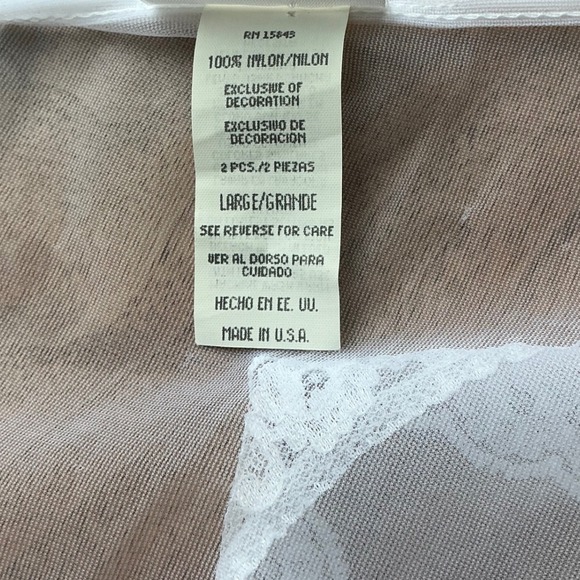 RN 15849
100% NYLON/NILON
EXCLUSIVE OF
DECORATION
EXCLUSIVO DE
DECORACION
2 PCS./2 PIEZAS
LARGE/GRANDE
SEE REVERSE FOR CARE
VER AL DORSO PARA
CUIDADO
HECHO EN EE. UU.
MADE IN U.S.A.